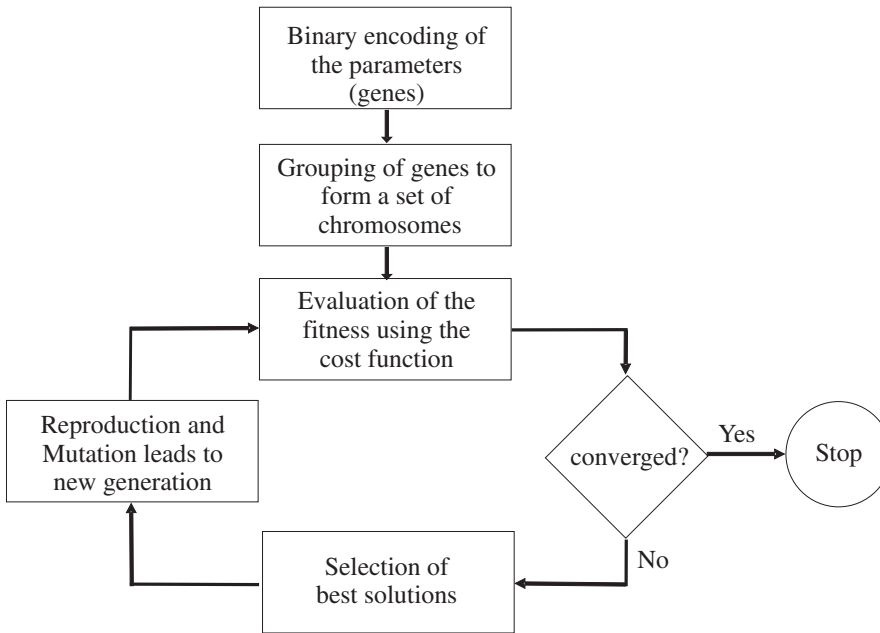 Binary encoding of
the parameters
(genes)
Grouping of genes to
form a set of
chromosomes
Evaluation of the
fitness using the
cost function
Reproduction and
Mutation leads to
new generation
converged?
Yes
Stop
No
Selection of
best solutions